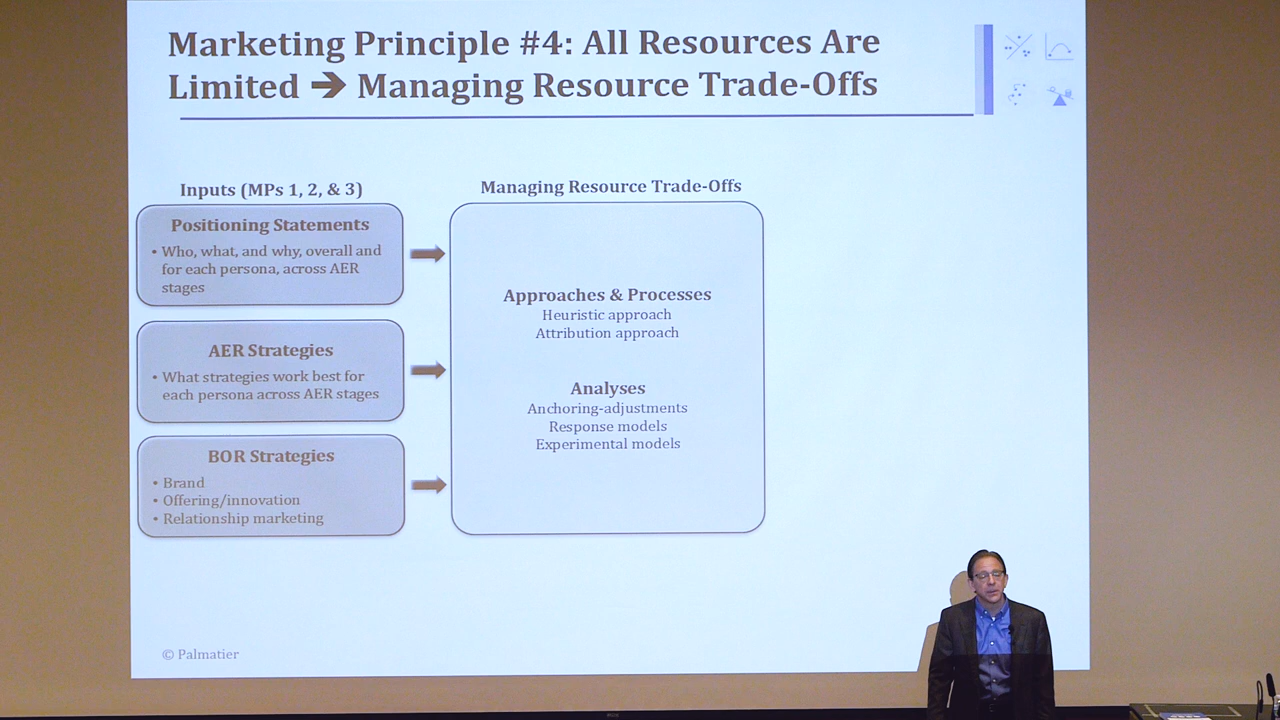 Marketing Principle #4: All Resources Are
Limited ➔ Managing Resource Trade-Offs
Inputs (MPs 1, 2, & 3)
Positioning Statements
• Who, what, and why, overall and
for each persona, across AER
stages
AER Strategies
• What strategies work best for
each persona across AER stages
BOR Strategies
• Brand
• Offering/innovation
• Relationship marketing
Managing Resource Trade-Offs
Approaches & Processes
Heuristic approach
Attribution approach
Analyses
Anchoring-adjustments
Response models
Experimental models
© Palmatier